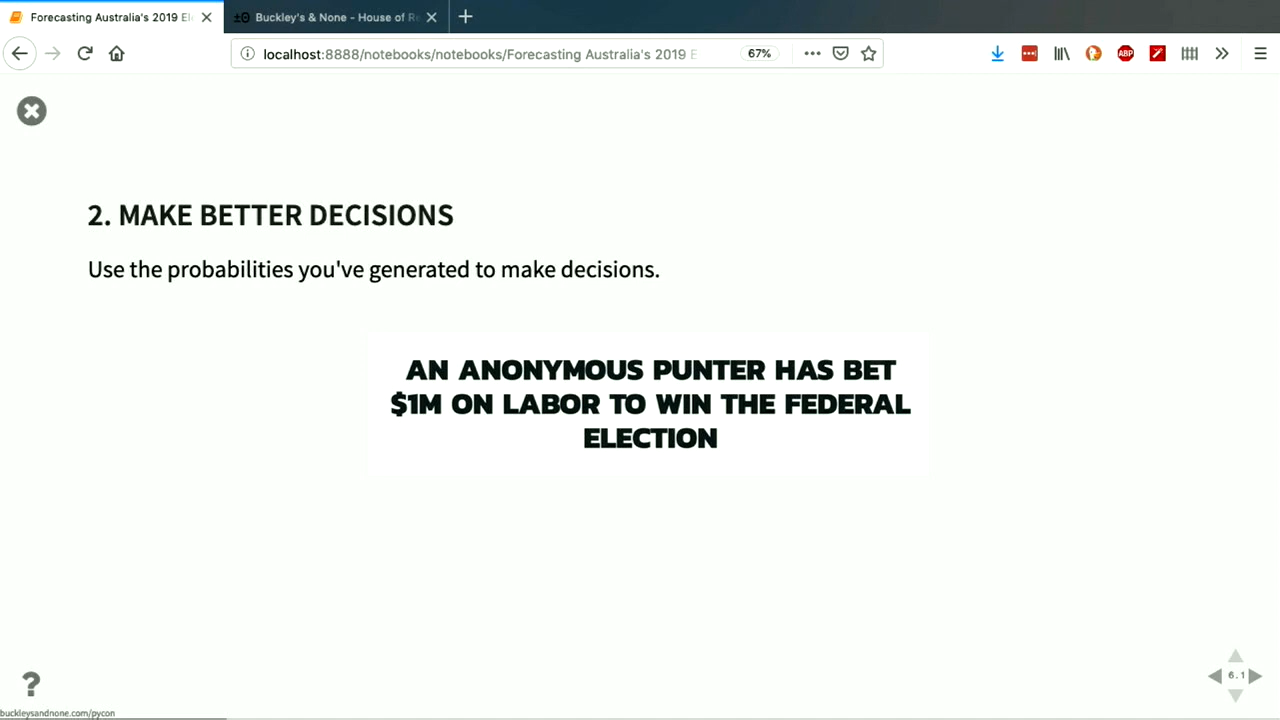 Forecasting Australia's 2019 El
Buckley's & None - House of Re
localhost:8888/notebooks/notebooks/Forecasting Australia's 2019 E
67%
ABP
2. MAKE BETTER DECISIONS
Use the probabilities you've generated to make decisions.
AN ANONYMOUS PUNTER HAS BET
$1M ON LABOR TO WIN THE FEDERAL
ELECTION
?
6.1
buckleysandnone.com/pycon